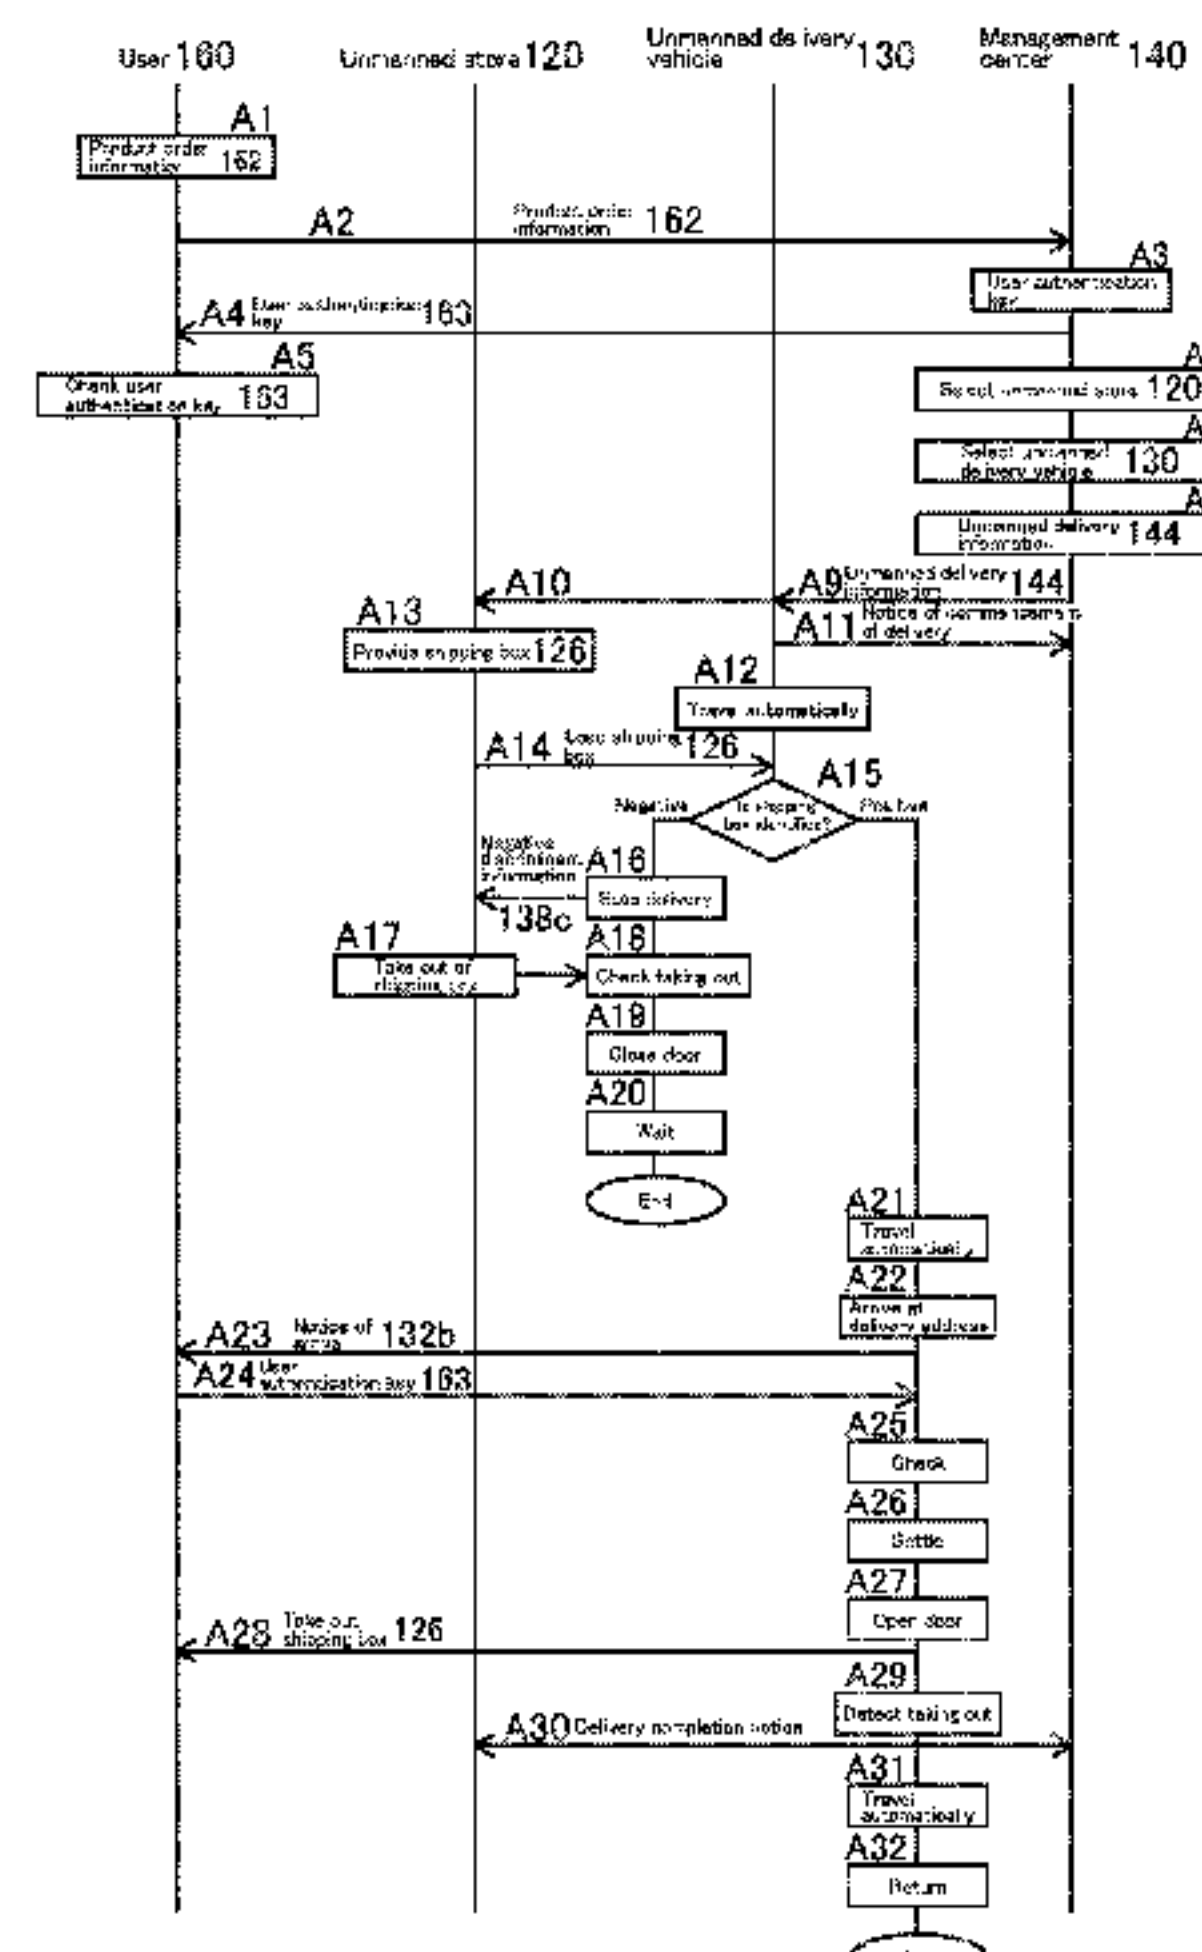 User 160
Unmanned store 120
Unmanned delivery
vehicle 130
Management
center 140
A1
Product order
information 162
A2
Product order
information 162
A3
User authentication
key
A4 User authentication
key 163
A5
Check user
authentication key 163
A
Select unmanned store 120
A
Select unmanned
delivery vehicle 130
A
Unmanned delivery
information 144
A10
A9 Unmanned delivery
information 144
A13
Provide shipping box 126
A11 Notice of commencement
of delivery
A12
Travel automatically
A14 Load shipping
box 126
A15
Is shipping
box identified?
Negative
Positive
Negative
discernment
information
138c
A16
Stop delivery
A17
Take out of
shipping box
A18
Check taking out
A19
Close door
A20
Wait
End
A21
Travel
automatically
A22
Arrive at
delivery address
A23 Notice of 132b
A24 User
authentication key 163
A25
Check
A26
Settle
A27
Open door
A28 Take out
shipping box 126
A29
Detect taking out
A30 Delivery completion notice
A31
Travel
automatically
A32
Return